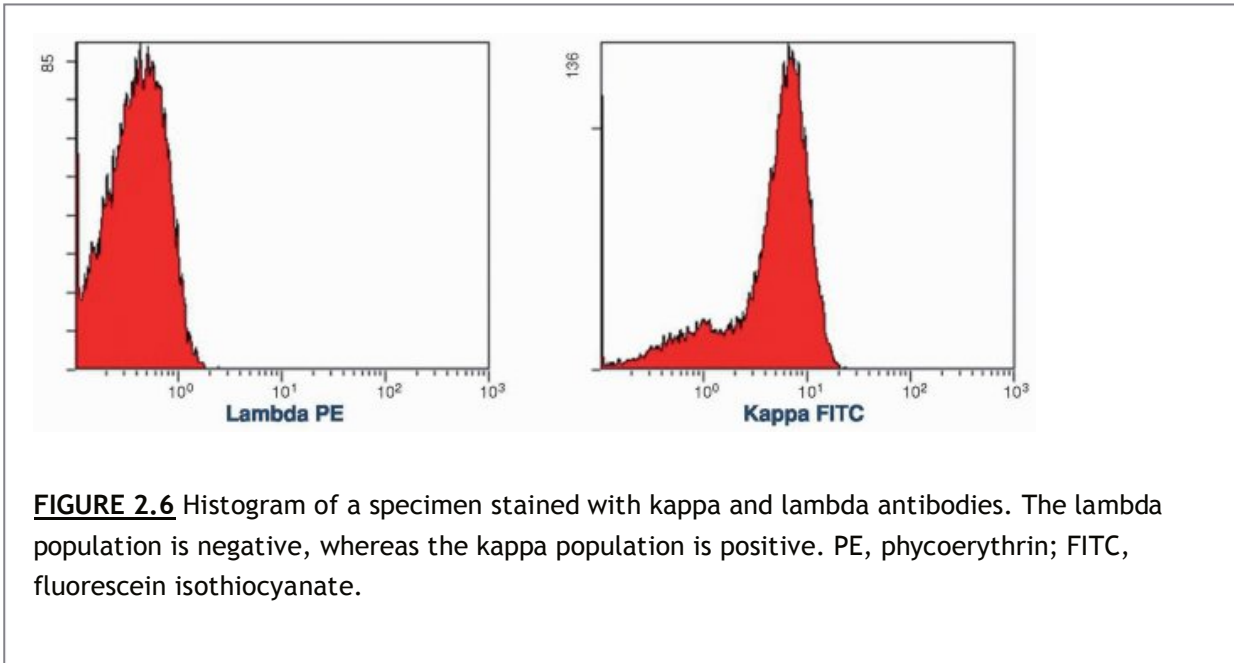 85
10⁰ 10¹ 10² 10³
Lambda PE
136
10⁰ 10¹ 10² 10³
Kappa FITC
FIGURE 2.6 Histogram of a specimen stained with kappa and lambda antibodies. The lambda
population is negative, whereas the kappa population is positive. PE, phycoerythrin; FITC,
fluorescein isothiocyanate.